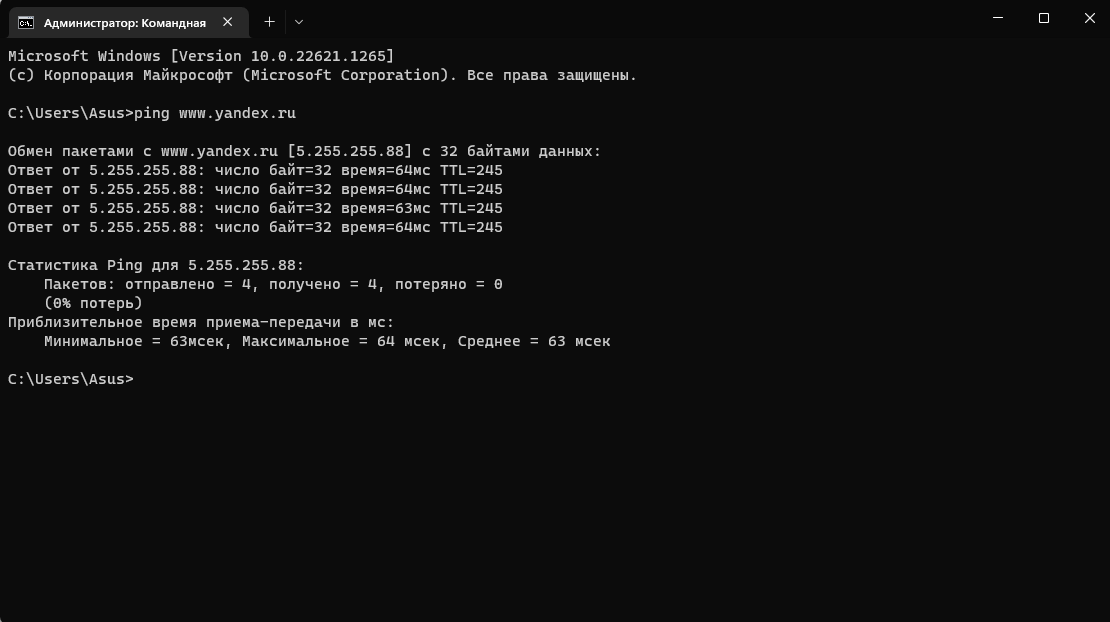 Администратор: Командная
Microsoft Windows [Version 10.0.22621.1265]
(c) Корпорация Майкрософт (Microsoft Corporation). Все права защищены.
C:\Users\Asus>ping www.yandex.ru
Обмен пакетами с www.yandex.ru [5.255.255.88] с 32 байтами данных:
Ответ от 5.255.255.88: число байт=32 время=64мс TTL=245
Ответ от 5.255.255.88: число байт=32 время=64мс TTL=245
Ответ от 5.255.255.88: число байт=32 время=63мс TTL=245
Ответ от 5.255.255.88: число байт=32 время=64мс TTL=245
Статистика Ping для 5.255.255.88:
Пакетов: отправлено = 4, получено = 4, потеряно = 0
(0% потерь)
Приблизительное время приема-передачи в мс:
Минимальное = 63мсек, Максимальное = 64 мсек, Среднее = 63 мсек
C:\Users\Asus>